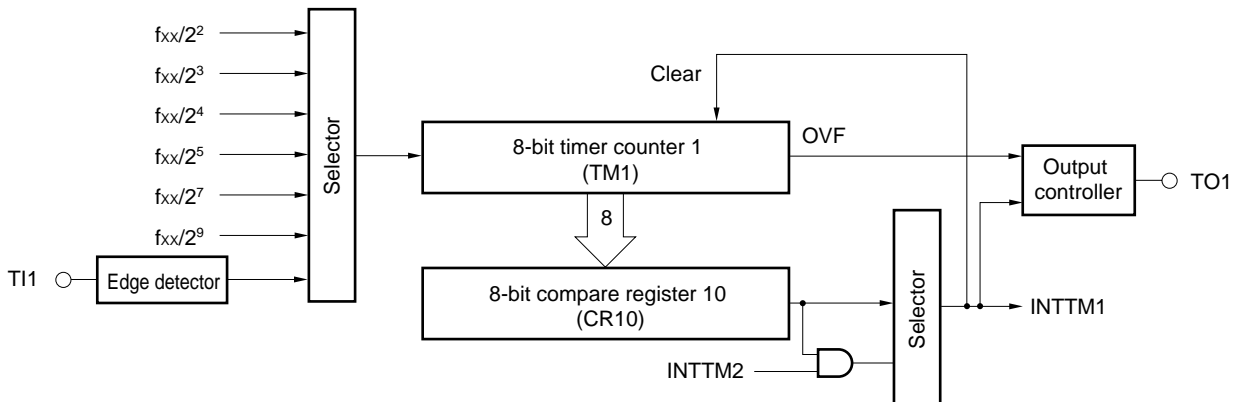 fxx/2²
fxx/2³
fxx/2⁴
fxx/2⁵
fxx/2⁷
fxx/2⁹
TI1
Edge detector
Selector
Clear
8-bit timer counter 1
(TM1)
OVF
8
8-bit compare register 10
(CR10)
INTTM2
Selector
Output
controller
TO1
INTTM1